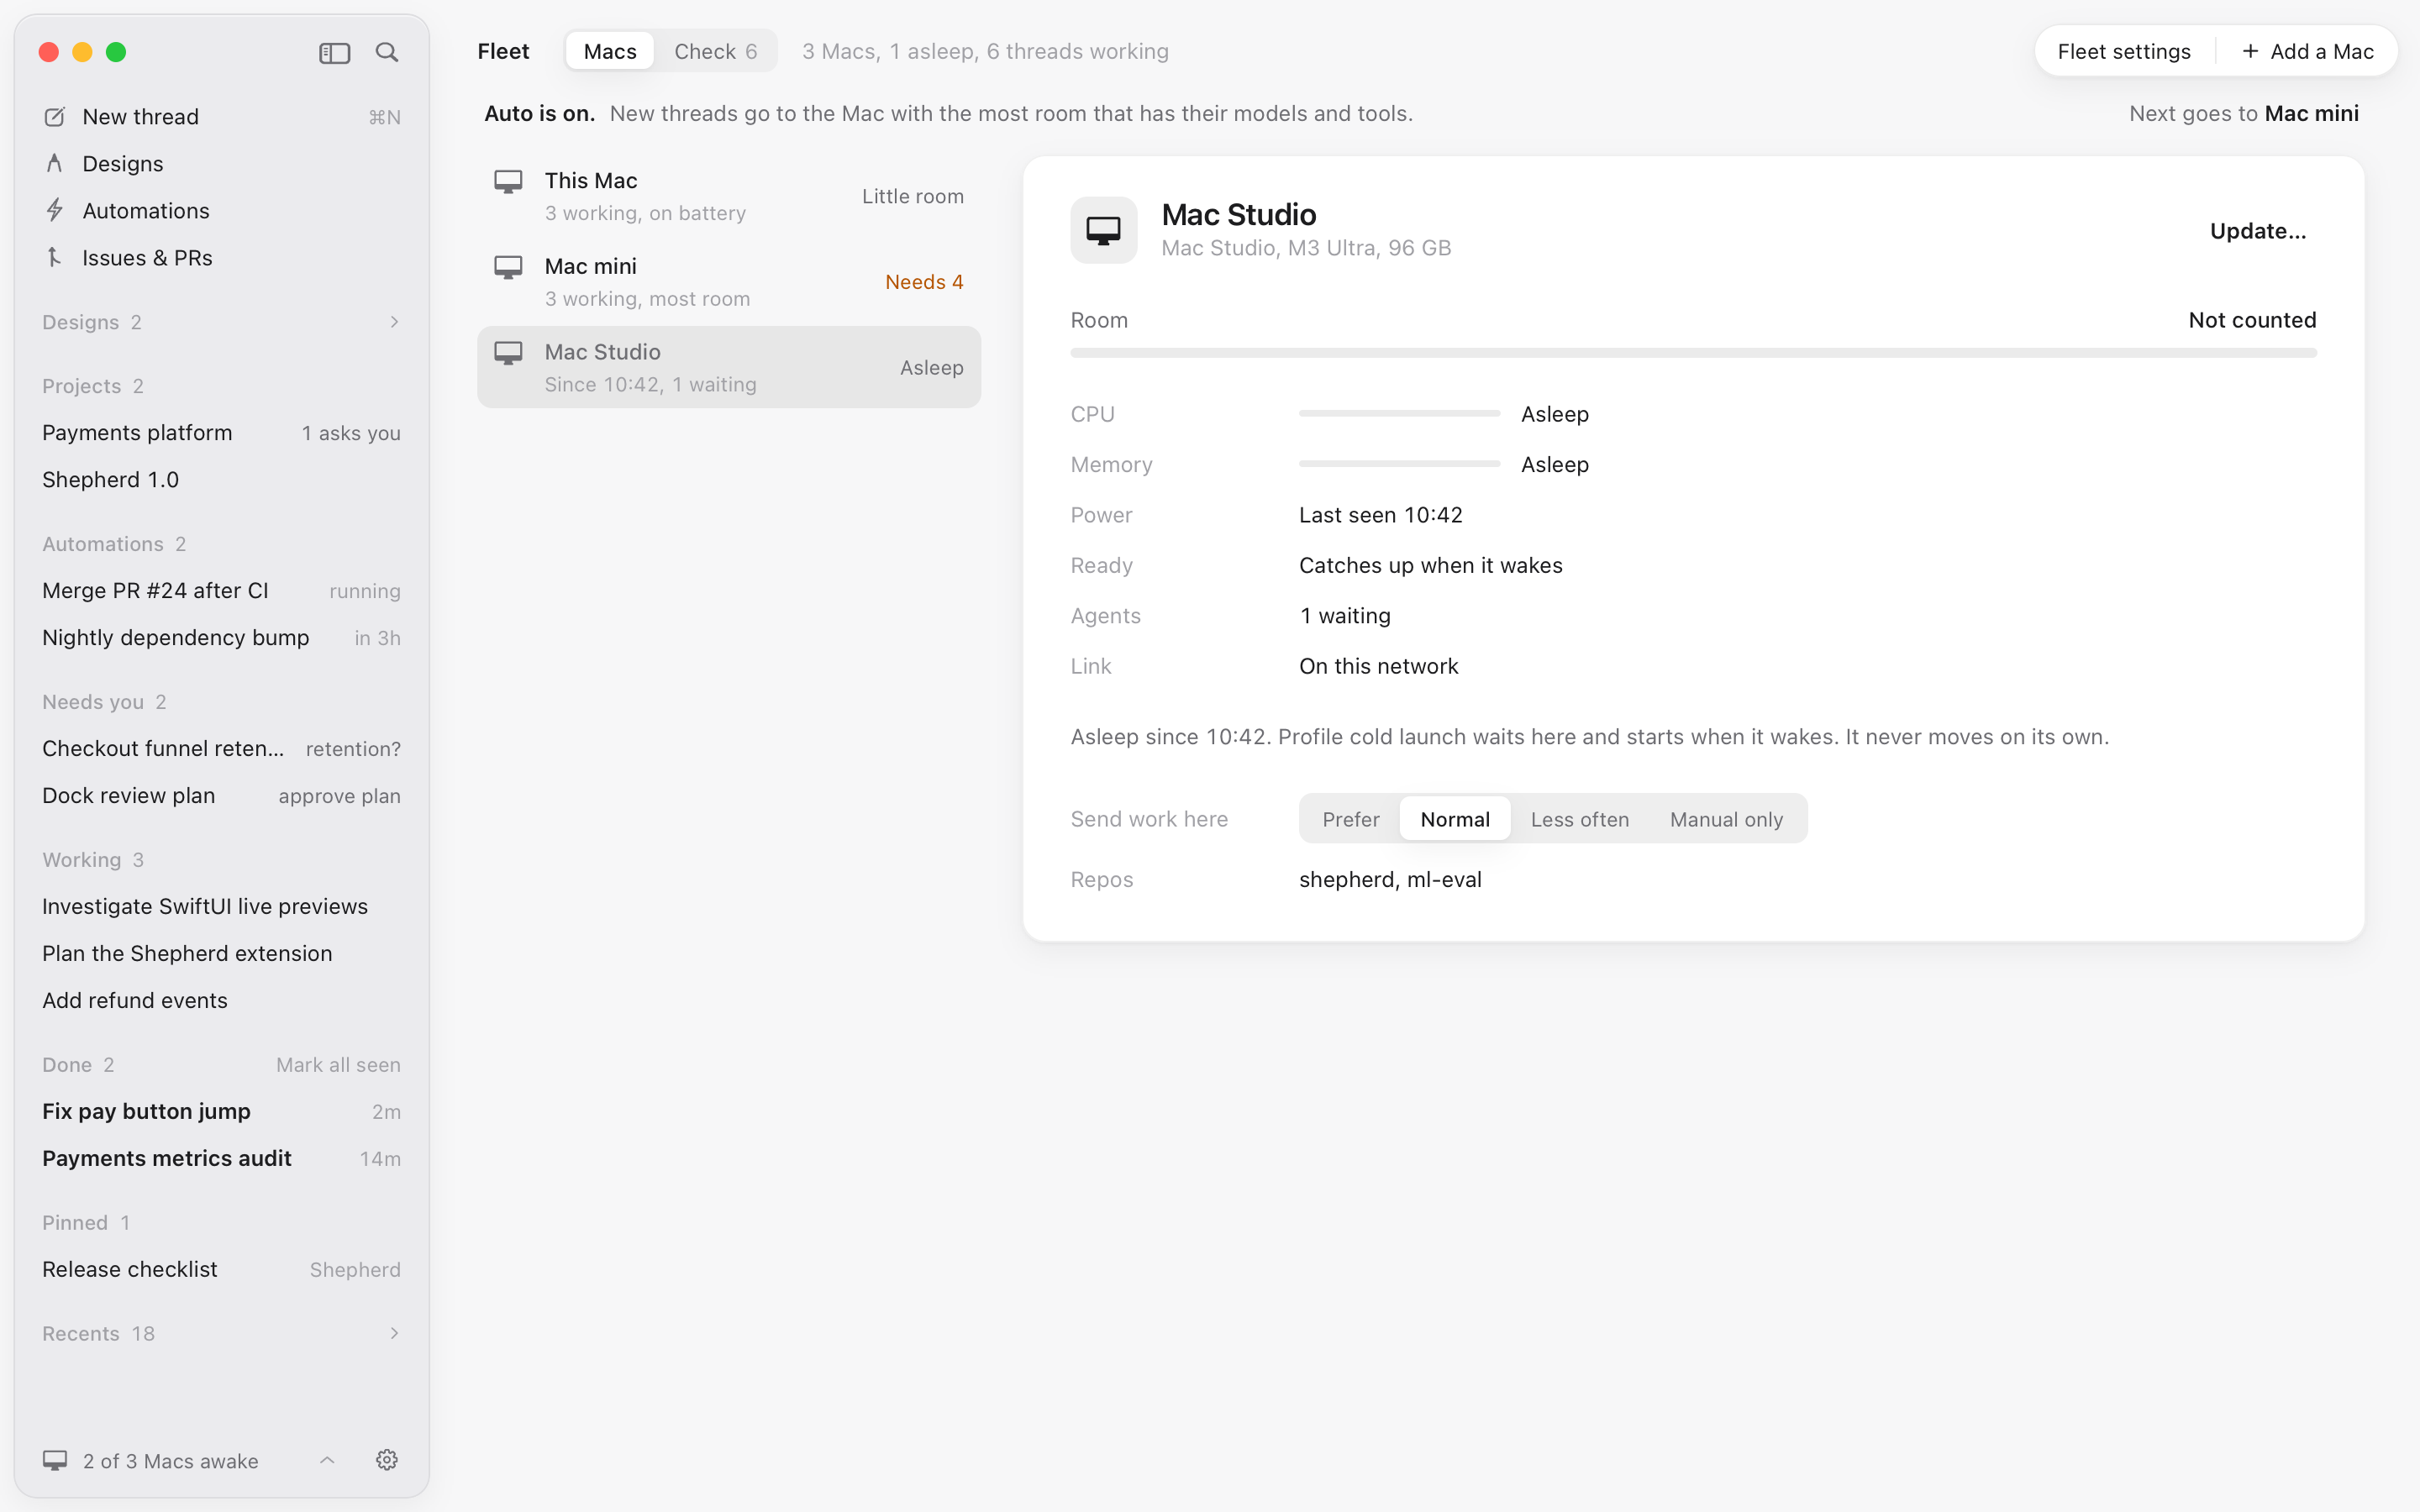 New thread ⌘N
Designs
Automations
Issues & PRs
Designs 2
Projects 2
Payments platform 1 asks you
Shepherd 1.0
Automations 2
Merge PR #24 after CI running
Nightly dependency bump in 3h
Needs you 2
Checkout funnel reten... retention?
Dock review plan approve plan
Working 3
Investigate SwiftUI live previews
Plan the Shepherd extension
Add refund events
Done 2 Mark all seen
Fix pay button jump 2m
Payments metrics audit 14m
Pinned 1
Release checklist Shepherd
Recents 18
2 of 3 Macs awake
Fleet Macs Check 6 3 Macs, 1 asleep, 6 threads working Fleet settings + Add a Mac
Auto is on. New threads go to the Mac with the most room that has their models and tools. Next goes to Mac mini
This Mac
3 working, on battery
Little room
Mac mini
3 working, most room
Needs 4
Mac Studio
Since 10:42, 1 waiting
Asleep
Mac Studio
Mac Studio, M3 Ultra, 96 GB
Update...
Room Not counted
CPU Asleep
Memory Asleep
Power Last seen 10:42
Ready Catches up when it wakes
Agents 1 waiting
Link On this network
Asleep since 10:42. Profile cold launch waits here and starts when it wakes. It never moves on its own.
Send work here Prefer Normal Less often Manual only
Repos shepherd, ml-eval